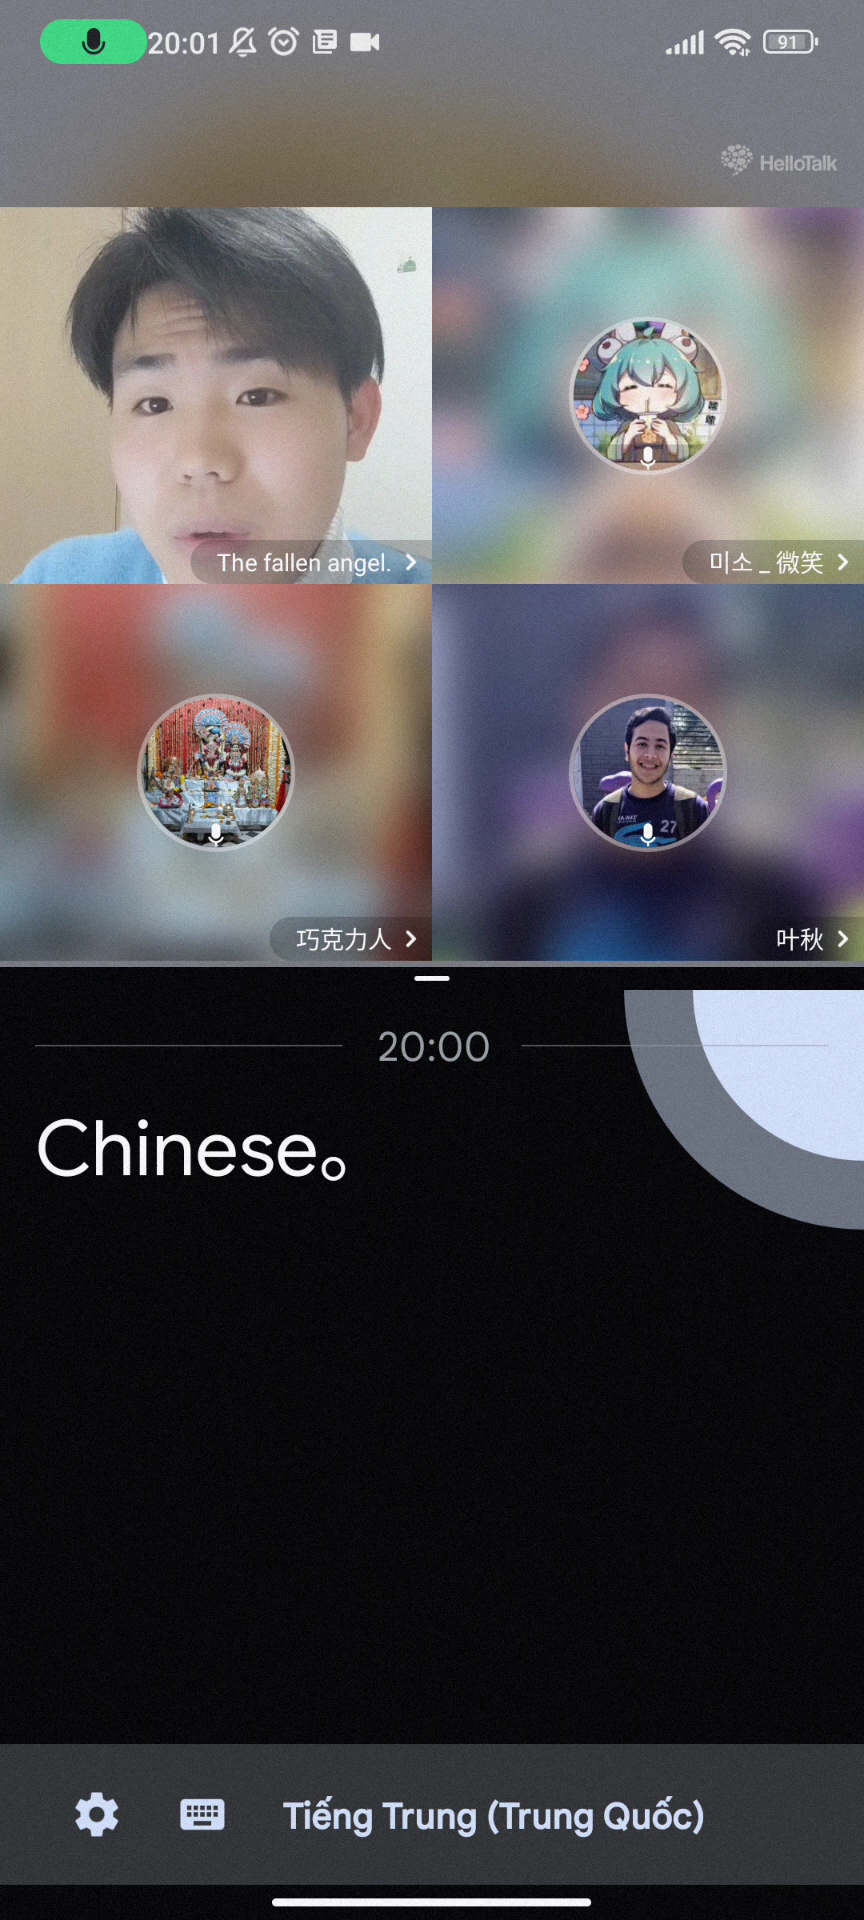 20:01
91
HelloTalk
The fallen angel.
미소 _ 微笑
巧克力人
27
叶秋
20:00
Chinese。
Tiếng Trung (Trung Quốc)